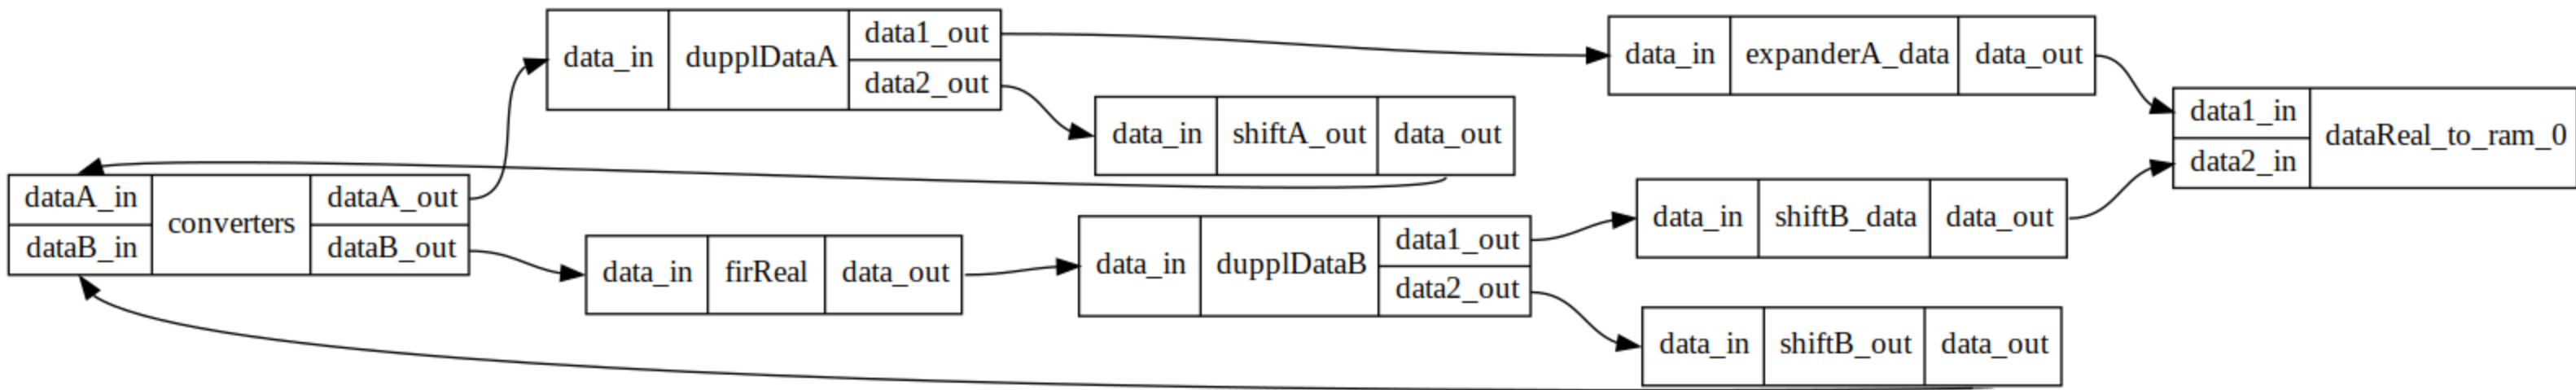 data_in dupplDataA data1_out
data2_out
data_in expanderA_data data_out
data_in shiftA_out data_out
data1_in dataReal_to_ram_0
data2_in
dataA_in converters dataA_out
dataB_in dataB_out
data_in firReal data_out
data_in dupplDataB data1_out
data2_out
data_in shiftB_data data_out
data_in shiftB_out data_out